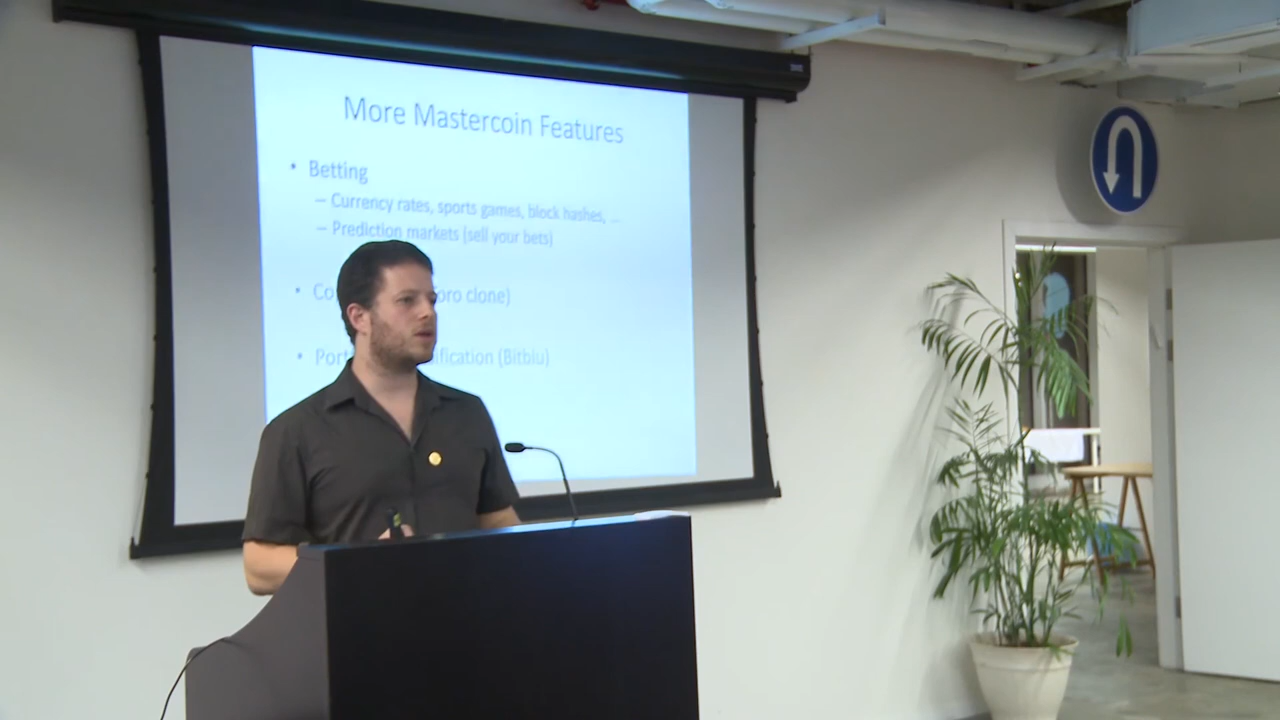 More Mastercoin Features
• Betting
– Currency rates, sports games, block hashes, ...
– Prediction markets (sell your bets)
• Co oro clone)
• Port ification (Bitblu)